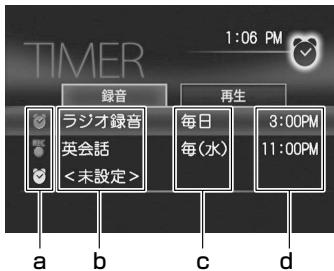 1:06 PM
TIMER
録音 再生
ラジオ録音 毎日 3:00PM
REC 英会話 毎(水) 11:00PM
<未設定>
a b c d